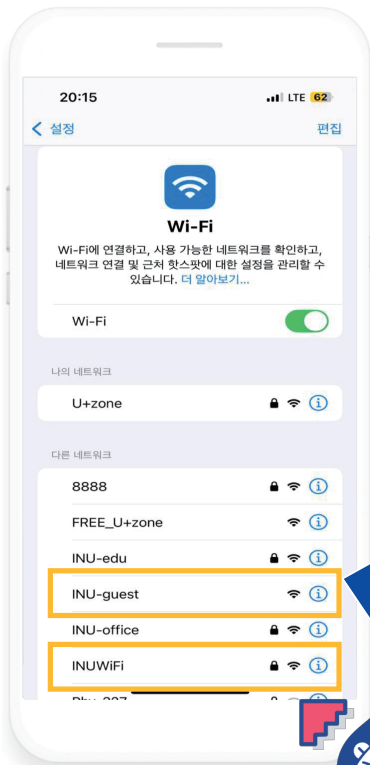 20:15 LTE 62
설정 편집
Wi-Fi
Wi-Fi에 연결하고, 사용 가능한 네트워크를 확인하고,
네트워크 연결 및 근처 핫스팟에 대한 설정을 관리할 수
있습니다. 더 알아보기...
Wi-Fi
나의 네트워크
U+zone
다른 네트워크
8888
FREE_U+zone
INU-edu
INU-guest
INU-office
INUWiFi